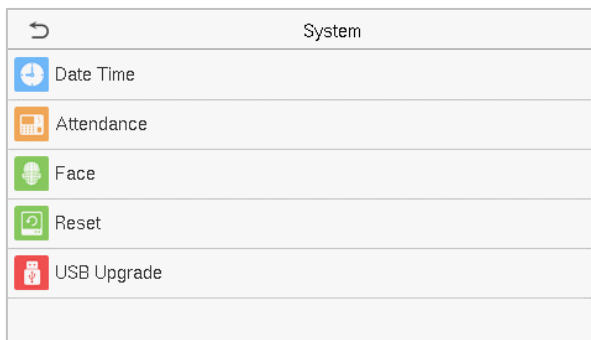 System
Date Time
Attendance
Face
Reset
USB Upgrade